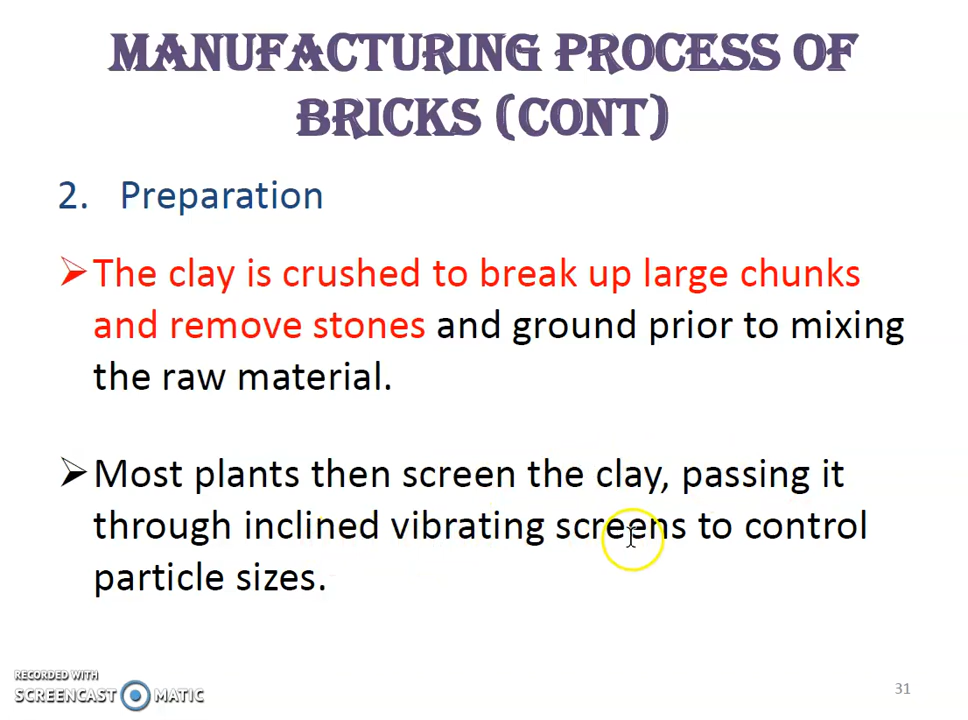 MANUFACTURING PROCESS OF
BRICKS (CONT)
2. Preparation
➢ The clay is crushed to break up large chunks
and remove stones and ground prior to mixing
the raw material.
➢ Most plants then screen the clay, passing it
through inclined vibrating screens to control
particle sizes.
RECORDED WITH
SCREENCAST MATIC
31